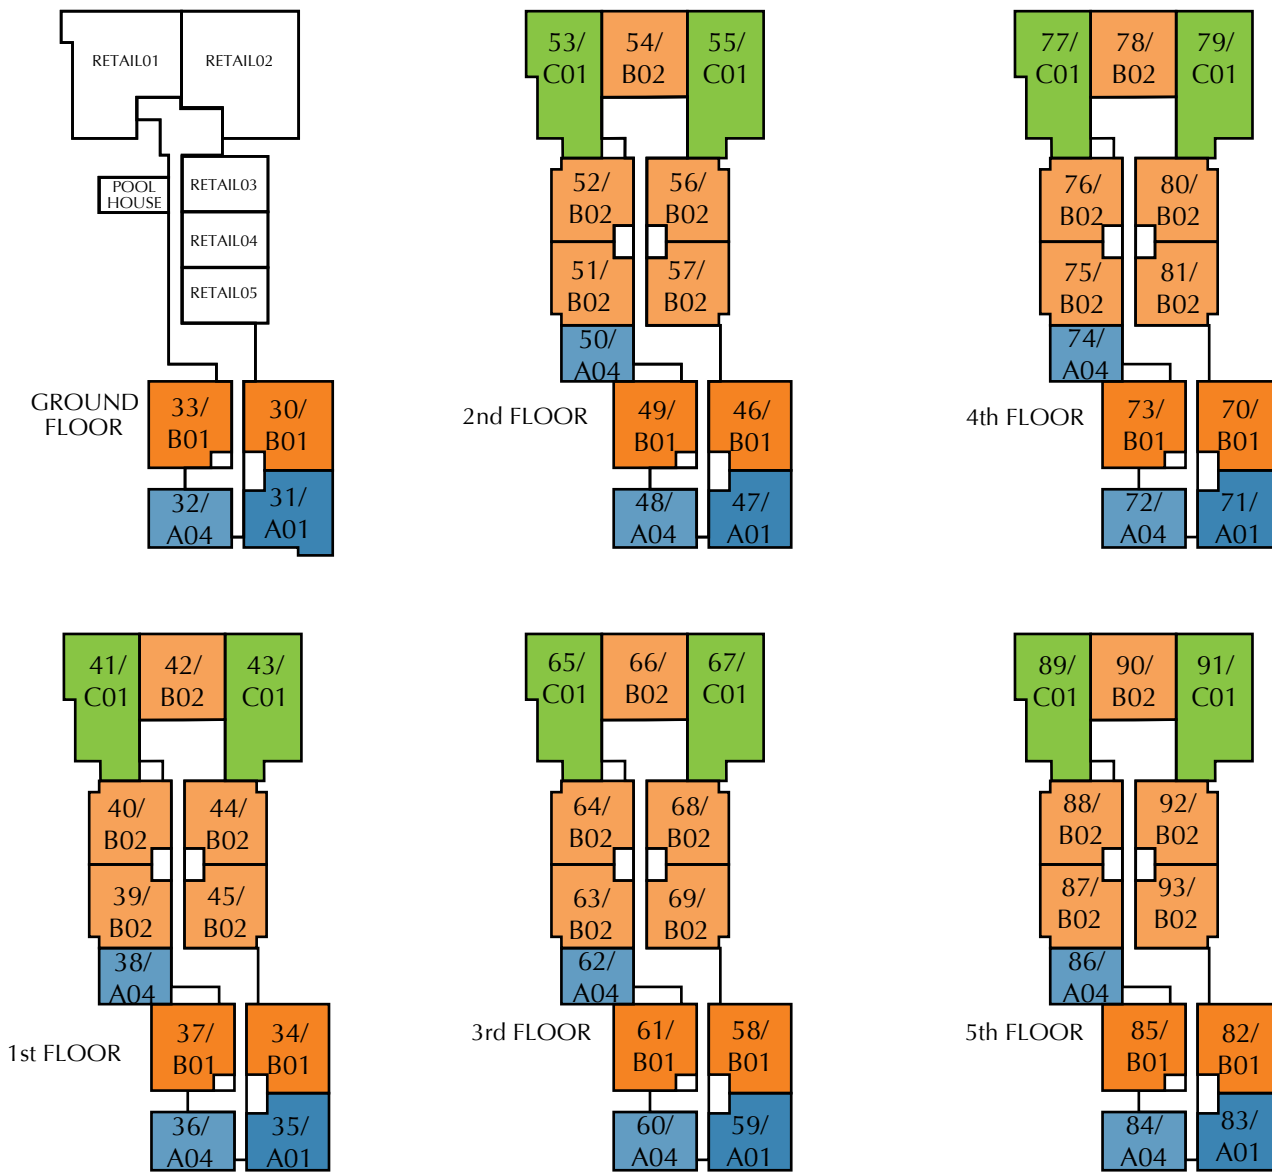 RETAIL01
RETAIL02
POOL
HOUSE
RETAIL03
RETAIL04
RETAIL05
GROUND
FLOOR
33/
B01
30/
B01
32/
A04
31/
A01
53/
C01
54/
B02
55/
C01
52/
B02
56/
B02
51/
B02
57/
B02
50/
A04
2nd FLOOR
49/
B01
46/
B01
48/
A04
47/
A01
77/
C01
78/
B02
79/
C01
76/
B02
80/
B02
75/
B02
81/
B02
74/
A04
4th FLOOR
73/
B01
70/
B01
72/
A04
71/
A01
41/
C01
42/
B02
43/
C01
40/
B02
44/
B02
39/
B02
45/
B02
38/
A04
1st FLOOR
37/
B01
34/
B01
36/
A04
35/
A01
65/
C01
66/
B02
67/
C01
64/
B02
68/
B02
63/
B02
69/
B02
62/
A04
3rd FLOOR
61/
B01
58/
B01
60/
A04
59/
A01
89/
C01
90/
B02
91/
C01
88/
B02
92/
B02
87/
B02
93/
B02
86/
A04
5th FLOOR
85/
B01
82/
B01
84/
A04
83/
A01